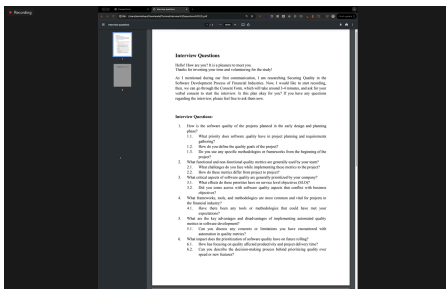 Recording
Interview questions
Interview Questions
Hello! How are you? It is a pleasure to meet you.
Thanks for investing your time and volunteering for the study!
As I mentioned during our first communication, I am researching Securing Quality in the
Software Development Process of Financial Industries. Now, I would like to start recording,
then, we can go through the Consent Form, which will take around 3-4 minutes, and ask for your
verbal consent to start the interview. Is this plan okay for you? If you have any questions
regarding the interview, please feel free to ask them now.
Interview Questions:
1. How is the software quality of the projects planned in the early design and planning
phase?
1.1. What priority does software quality have in project planning and requirements
gathering?
1.2. How do you define the quality goals of the project?
1.3. Do you use any specific methodologies or frameworks from the beginning of the
project?
2. What functional and non-functional quality metrics are generally used by your team?
2.1. What challenges do you face while implementing these metrics to the project?
2.2. How do these metrics differ from project to project?
3. What critical aspects of software quality are generally prioritized by your company?
3.1. What effects do these priorities have on service level objectives (SLO)?
3.2. Did you come across with software quality aspects that conflict with business
objectives?
4. What frameworks, tools, and methodologies are most common and vital for projects in
the financial industry?
4.1. Have there been any tools or methodologies that could have met your
expectations?
5. What are the key advantages and disadvantages of implementing automated quality
metrics in software development?
5.1. Can you discuss any concerns or limitations you have encountered with
automation in quality metrics?
6. What impact does the prioritization of software quality have on future rolling?
6.1. How has focusing on quality affected productivity and project delivery time?
6.2. Can you describe the decision-making process behind prioritizing quality over
speed or new features?